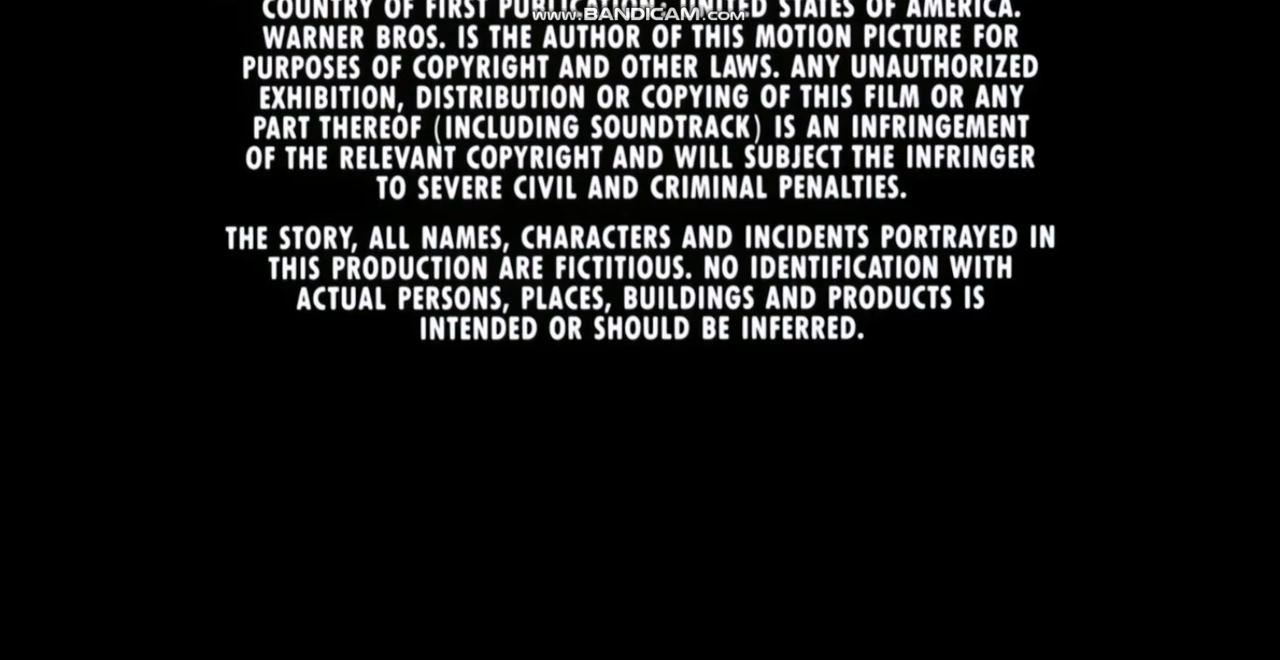 COUNTRY OF FIRST PUBLICATION: UNITED STATES OF AMERICA.
www.BANDICAM.com
WARNER BROS. IS THE AUTHOR OF THIS MOTION PICTURE FOR
PURPOSES OF COPYRIGHT AND OTHER LAWS. ANY UNAUTHORIZED
EXHIBITION, DISTRIBUTION OR COPYING OF THIS FILM OR ANY
PART THEREOF (INCLUDING SOUNDTRACK) IS AN INFRINGEMENT
OF THE RELEVANT COPYRIGHT AND WILL SUBJECT THE INFRINGER
TO SEVERE CIVIL AND CRIMINAL PENALTIES.
THE STORY, ALL NAMES, CHARACTERS AND INCIDENTS PORTRAYED IN
THIS PRODUCTION ARE FICTITIOUS. NO IDENTIFICATION WITH
ACTUAL PERSONS, PLACES, BUILDINGS AND PRODUCTS IS
INTENDED OR SHOULD BE INFERRED.